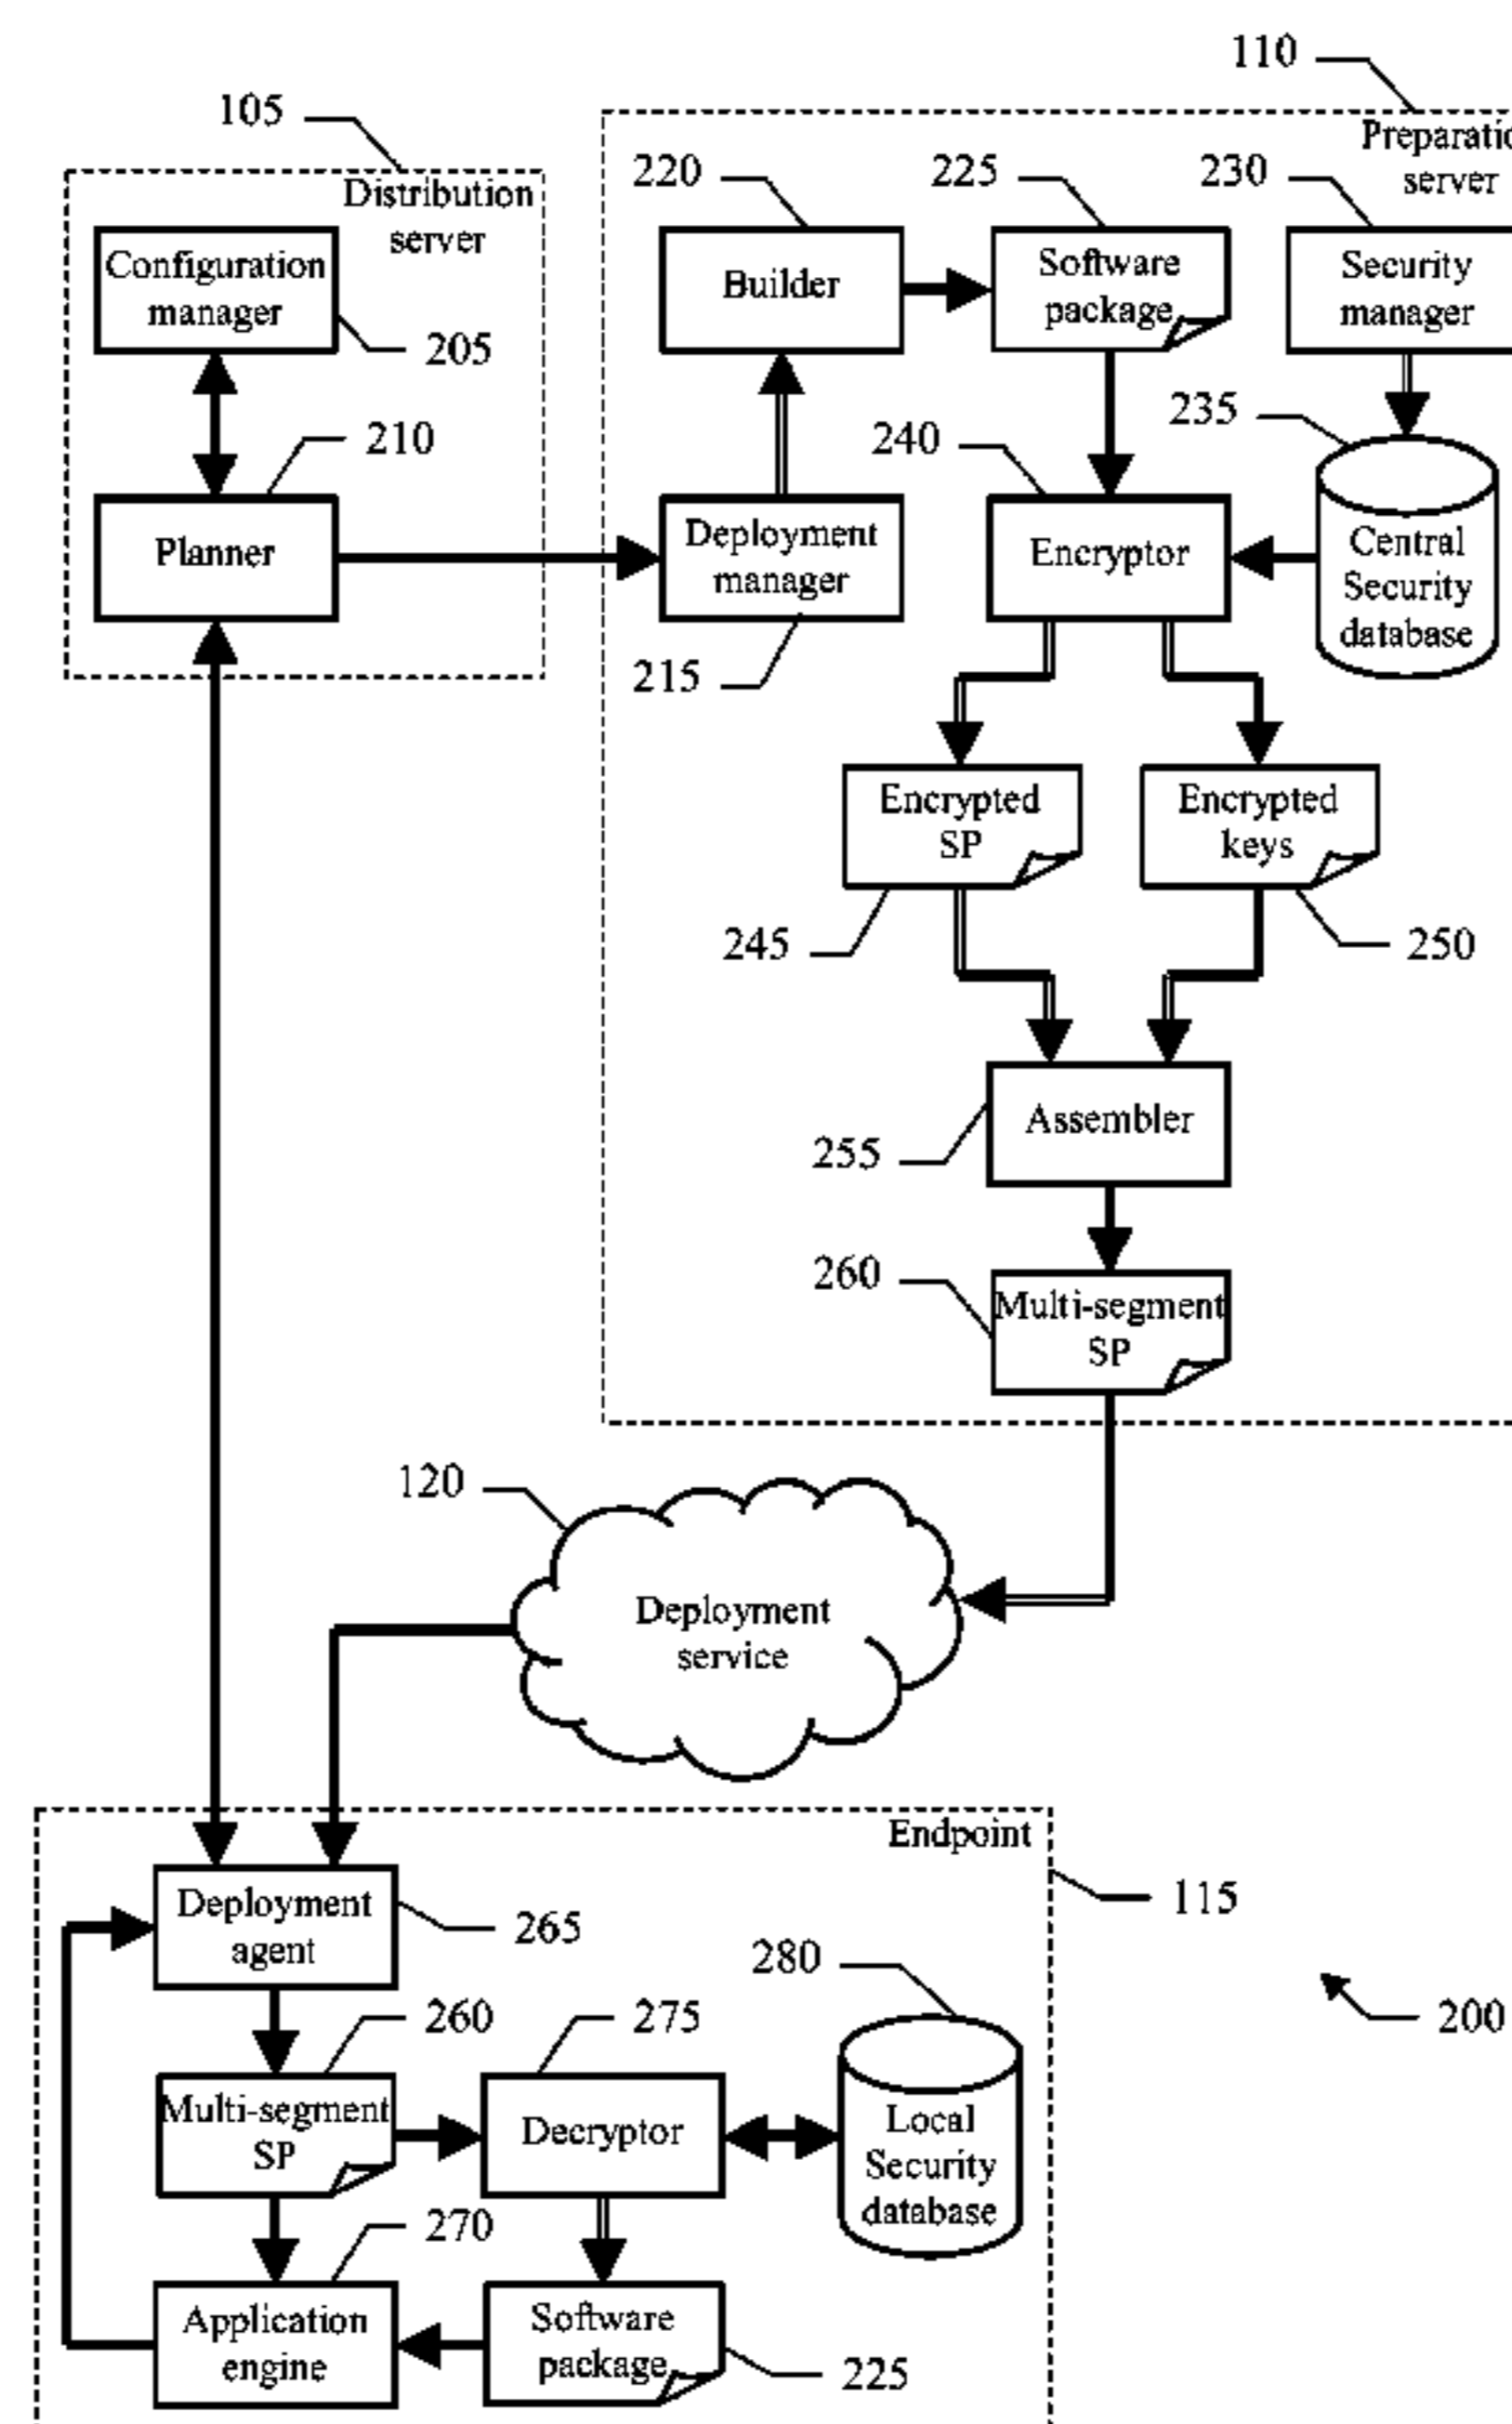 110
105
Preparatio
server
Distribution
server
220
225
230
Configuration
manager
Builder
Software
package
Security
manager
205
235
210
240
Planner
Deployment
manager
Encryptor
Central
Security
database
215
Encrypted
SP
Encrypted
keys
245
250
Assembler
255
260
Multi-segment
SP
120
Deployment
service
Endpoint
115
Deployment
agent
265
280
260
275
200
Multi-segment
SP
Decryptor
Local
Security
database
270
Application
engine
Software
package
225